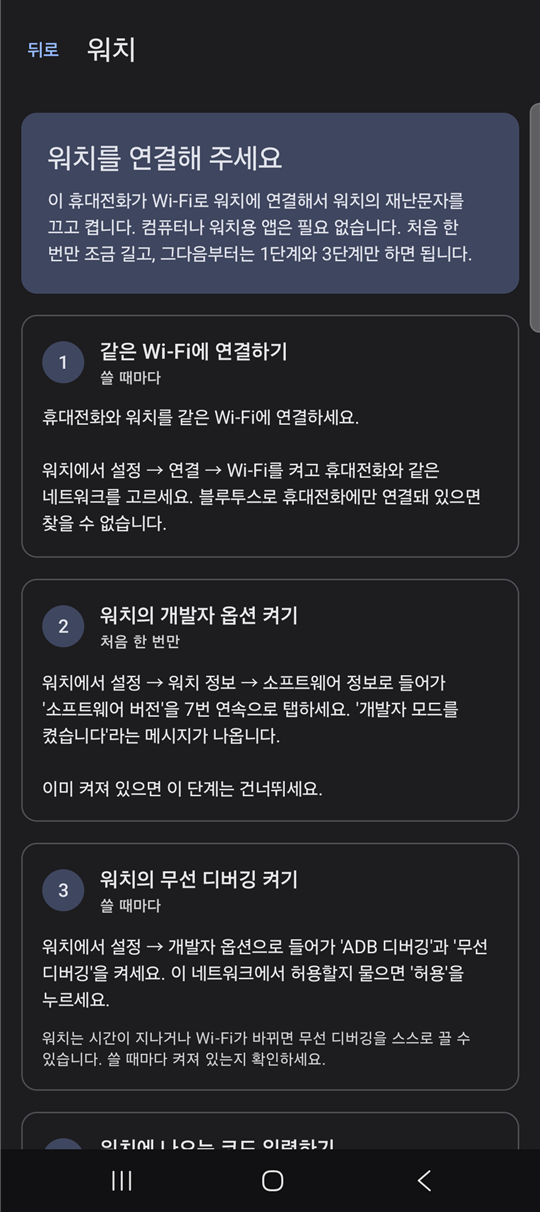 뒤로 워치
워치를 연결해 주세요
이 휴대전화가 Wi-Fi로 워치에 연결해서 워치의 재난문자를
끄고 켭니다. 컴퓨터나 워치용 앱은 필요 없습니다. 처음 한
번만 조금 길고, 그다음부터는 1단계와 3단계만 하면 됩니다.
1 같은 Wi-Fi에 연결하기
쓸 때마다
휴대전화와 워치를 같은 Wi-Fi에 연결하세요.
워치에서 설정 → 연결 → Wi-Fi를 켜고 휴대전화와 같은
네트워크를 고르세요. 블루투스로 휴대전화에만 연결돼 있으면
찾을 수 없습니다.
2 워치의 개발자 옵션 켜기
처음 한 번만
워치에서 설정 → 워치 정보 → 소프트웨어 정보로 들어가
'소프트웨어 버전'을 7번 연속으로 탭하세요. '개발자 모드를
켰습니다'라는 메시지가 나옵니다.
이미 켜져 있으면 이 단계는 건너뛰세요.
3 워치의 무선 디버깅 켜기
쓸 때마다
워치에서 설정 → 개발자 옵션으로 들어가 'ADB 디버깅'과 '무선
디버깅'을 켜세요. 이 네트워크에서 허용할지 물으면 '허용'을
누르세요.
워치는 시간이 지나거나 Wi-Fi가 바뀌면 무선 디버깅을 스스로 끌 수
있습니다. 쓸 때마다 켜져 있는지 확인하세요.
워치에 나오는 코드 입력하기